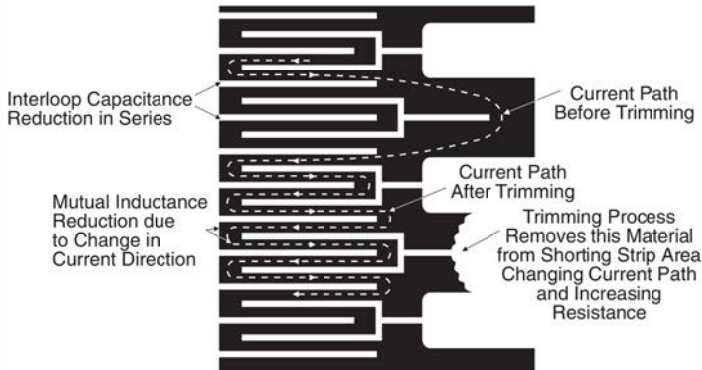 Interloop Capacitance
Reduction in Series
Current Path
Before Trimming
Current Path
After Trimming
Mutual Inductance
Reduction due
to Change in
Current Direction
Trimming Process
Removes this Material
from Shorting Strip Area
Changing Current Path
and Increasing
Resistance